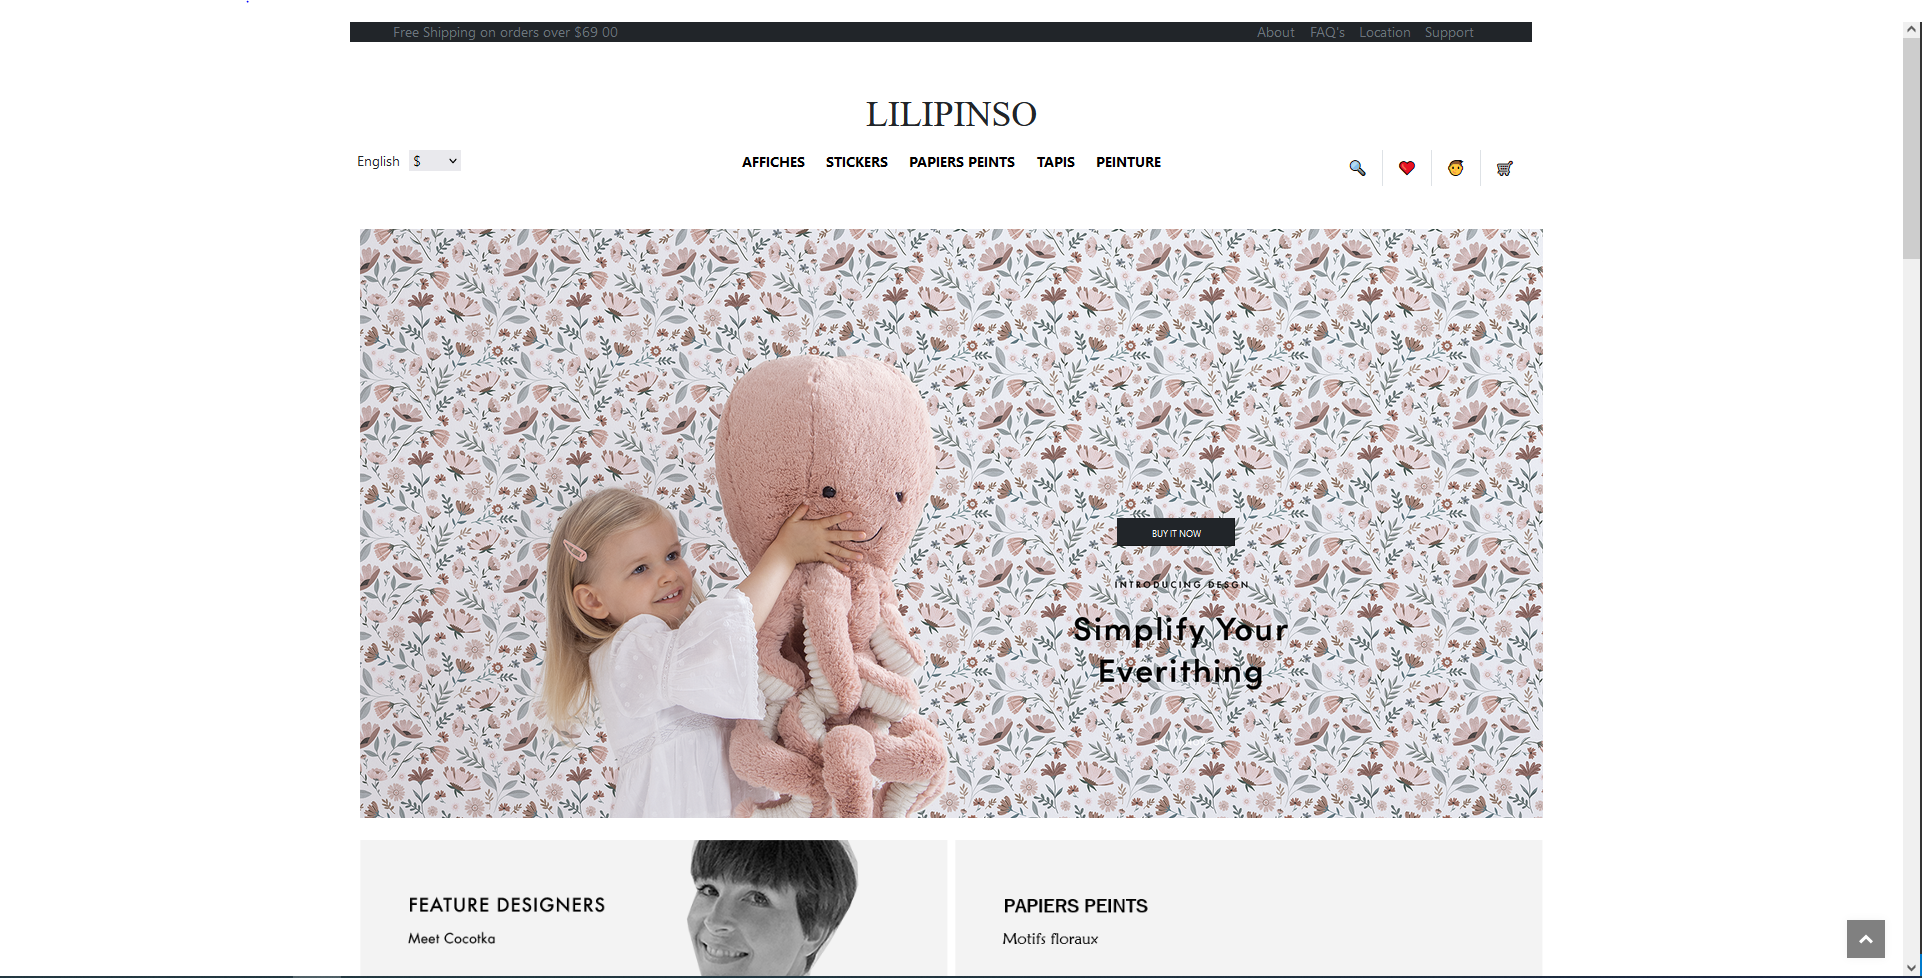 Free Shipping on orders over $69 00
About FAQ's Location Support
LILIPINSO
English $
AFFICHES STICKERS PAPIERS PEINTS TAPIS PEINTURE
BUY IT NOW
INTRODUCING DESGN
Simplify Your
Everithing
FEATURE DESIGNERS
Meet Cocotka
PAPIERS PEINTS
Motifs floraux